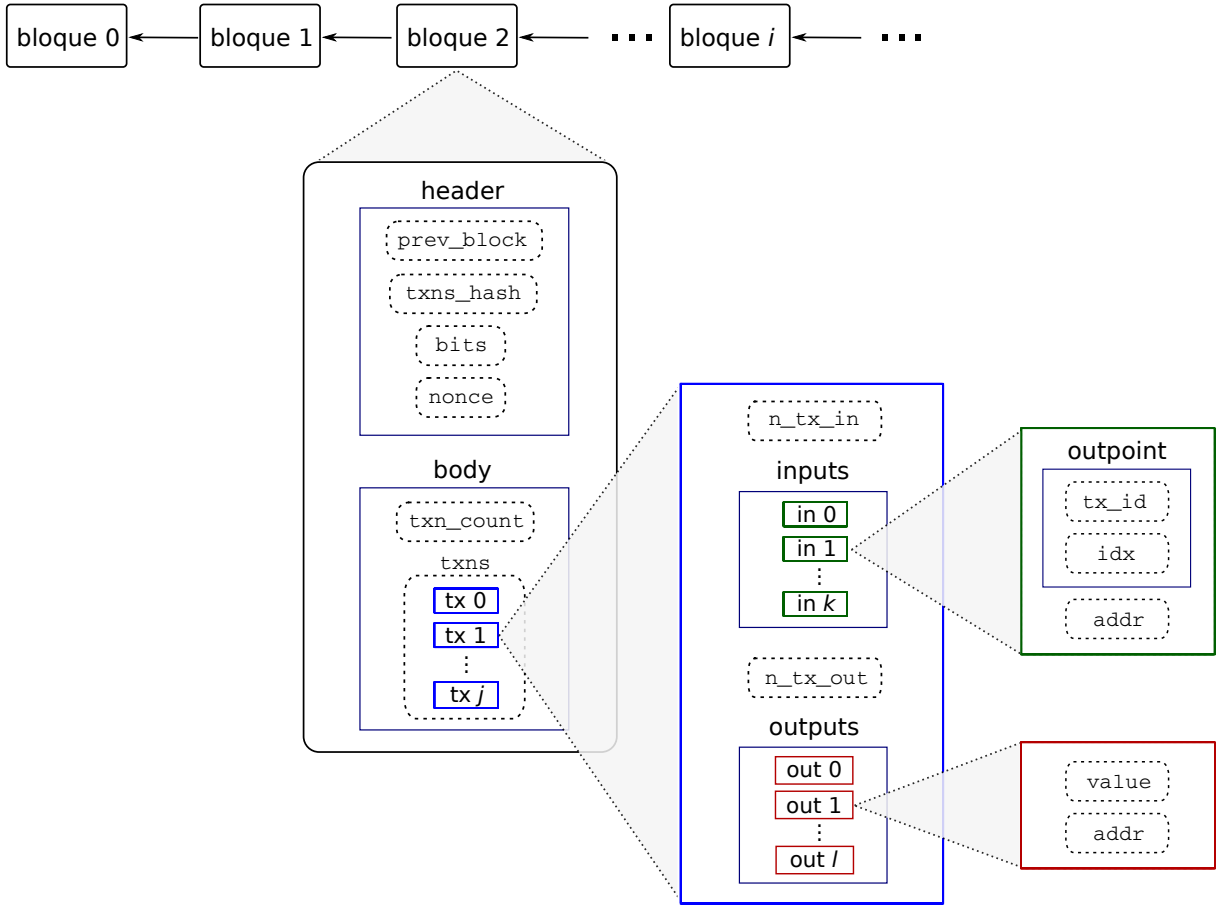 bloque 0
bloque 1
bloque 2
...
bloque i
...
header
prev_block
txns_hash
bits
nonce
body
txn_count
txns
tx 0
tx 1
⋮
tx j
n_tx_in
inputs
in 0
in 1
⋮
in k
n_tx_out
outputs
out 0
out 1
⋮
out l
outpoint
tx_id
idx
addr
value
addr